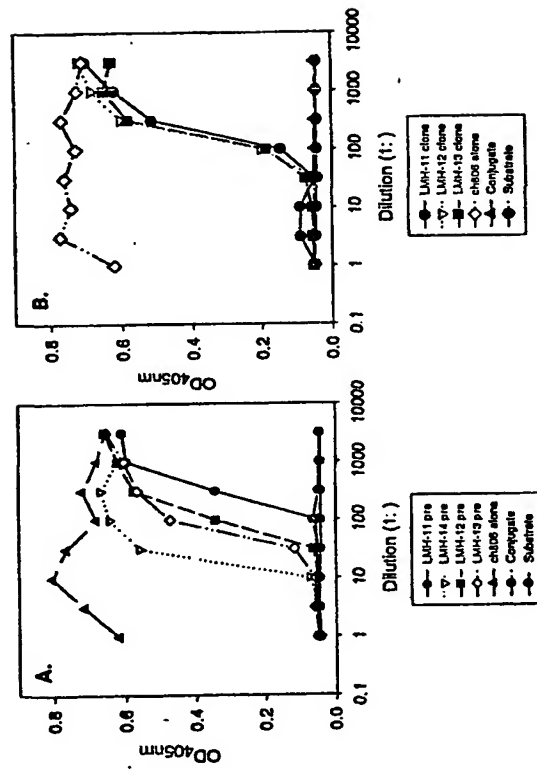 A.
OD405nm
0.8
0.6
0.4
0.2
0.0
0.1
1
10
100
1000
10000
Dilution (1:)
LMH-11 pre
LMH-14 pre
LMH-12 pre
LMH-13 pre
ch806 alone
Conjugate
Substrate
B.
OD405nm
0.8
0.6
0.4
0.2
0.0
0.1
1
10
100
1000
10000
Dilution (1:)
LMH-11 clone
LMH-12 clone
LMH-13 clone
ch806 alone
Conjugate
Substrate